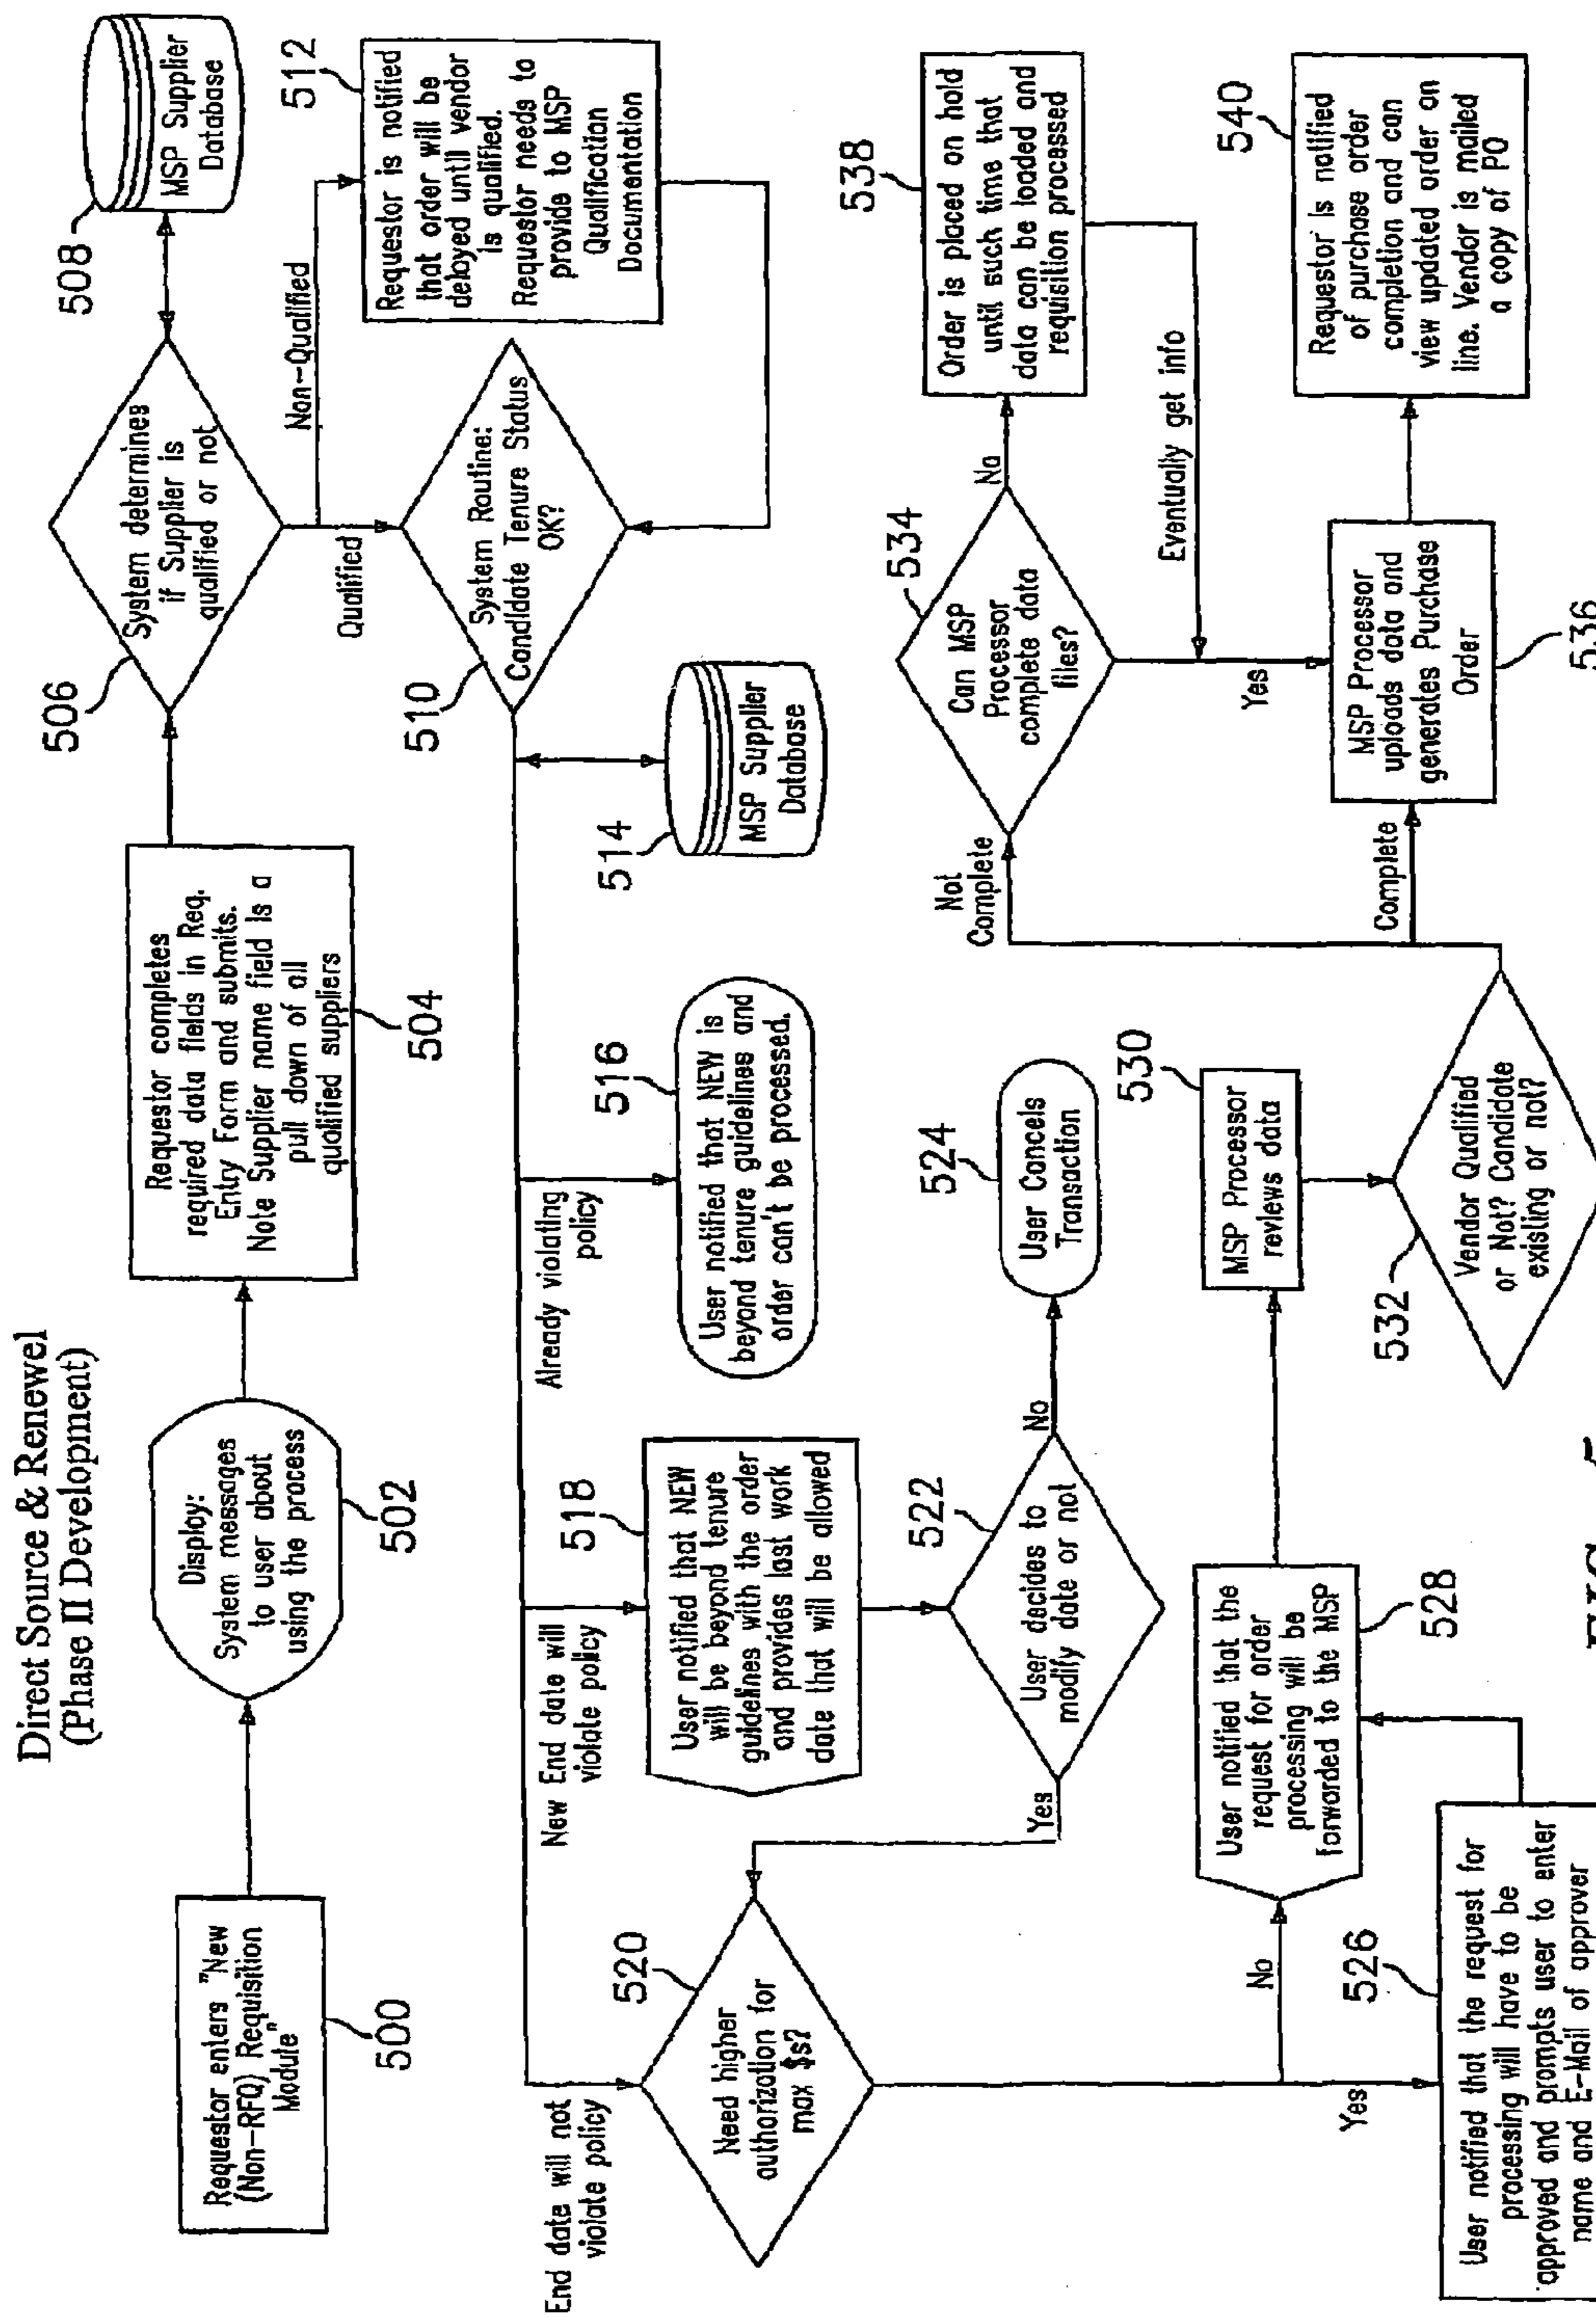 Direct Source & Renewel
(Phase II Development)
Requestor enters "New
(Non-RFQ) Requisition
Module"
500
Display:
System messages
to user about
using the process
502
Requestor completes
required data fields in Req.
Entry Form and submits.
Note Supplier name field is a
pull down of all
qualified suppliers
504
506
System determines
if Supplier is
qualified or not
508
MSP Supplier
Database
Non-Qualified
Qualified
512
Requestor is notified
that order will be
delayed until vendor
is qualified.
Requestor needs to
provide to MSP
Qualification
Documentation
510
System Routine:
Candidate Tenure Status
OK?
514
MSP Supplier
Database
End date will not
violate policy
New End date will
violate policy
Already violating
policy
516
User notified that NEW is
beyond tenure guidelines and
order can't be processed.
518
User notified that NEW
will be beyond tenure
guidelines with the order
and provides last work
date that will be allowed
520
Need higher
authorization for
max $s?
522
User decides to
modify date or not
Yes
No
524
User Cancels
Transaction
No
Yes
526
User notified that the request for
processing will have to be
approved and prompts user to enter
name and E-Mail of approver
User notified that the
request for order
processing will be
forwarded to the MSP
528
530
MSP Processor
reviews data
532
Vendor Qualified
or Not? Candidate
existing or not?
Not
Complete
Complete
534
Can MSP
Processor
complete data
files?
No
Yes
538
Order is placed on hold
until such time that
data can be loaded and
requisition processed
Eventually get info
MSP Processor
uploads data and
generates Purchase
Order
536
540
Requestor is notified
of purchase order
completion and can
view updated order on
line. Vendor is mailed
a copy of PO